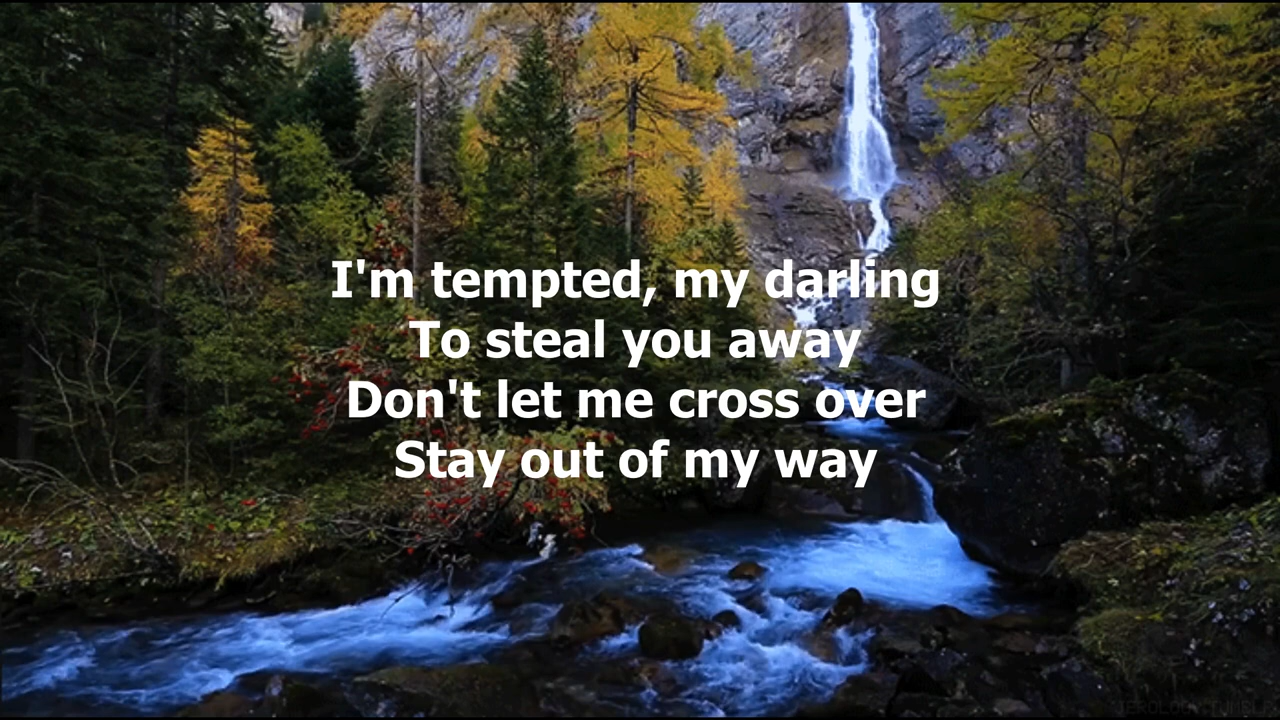 I'm tempted, my darling
To steal you away
Don't let me cross over
Stay out of my way